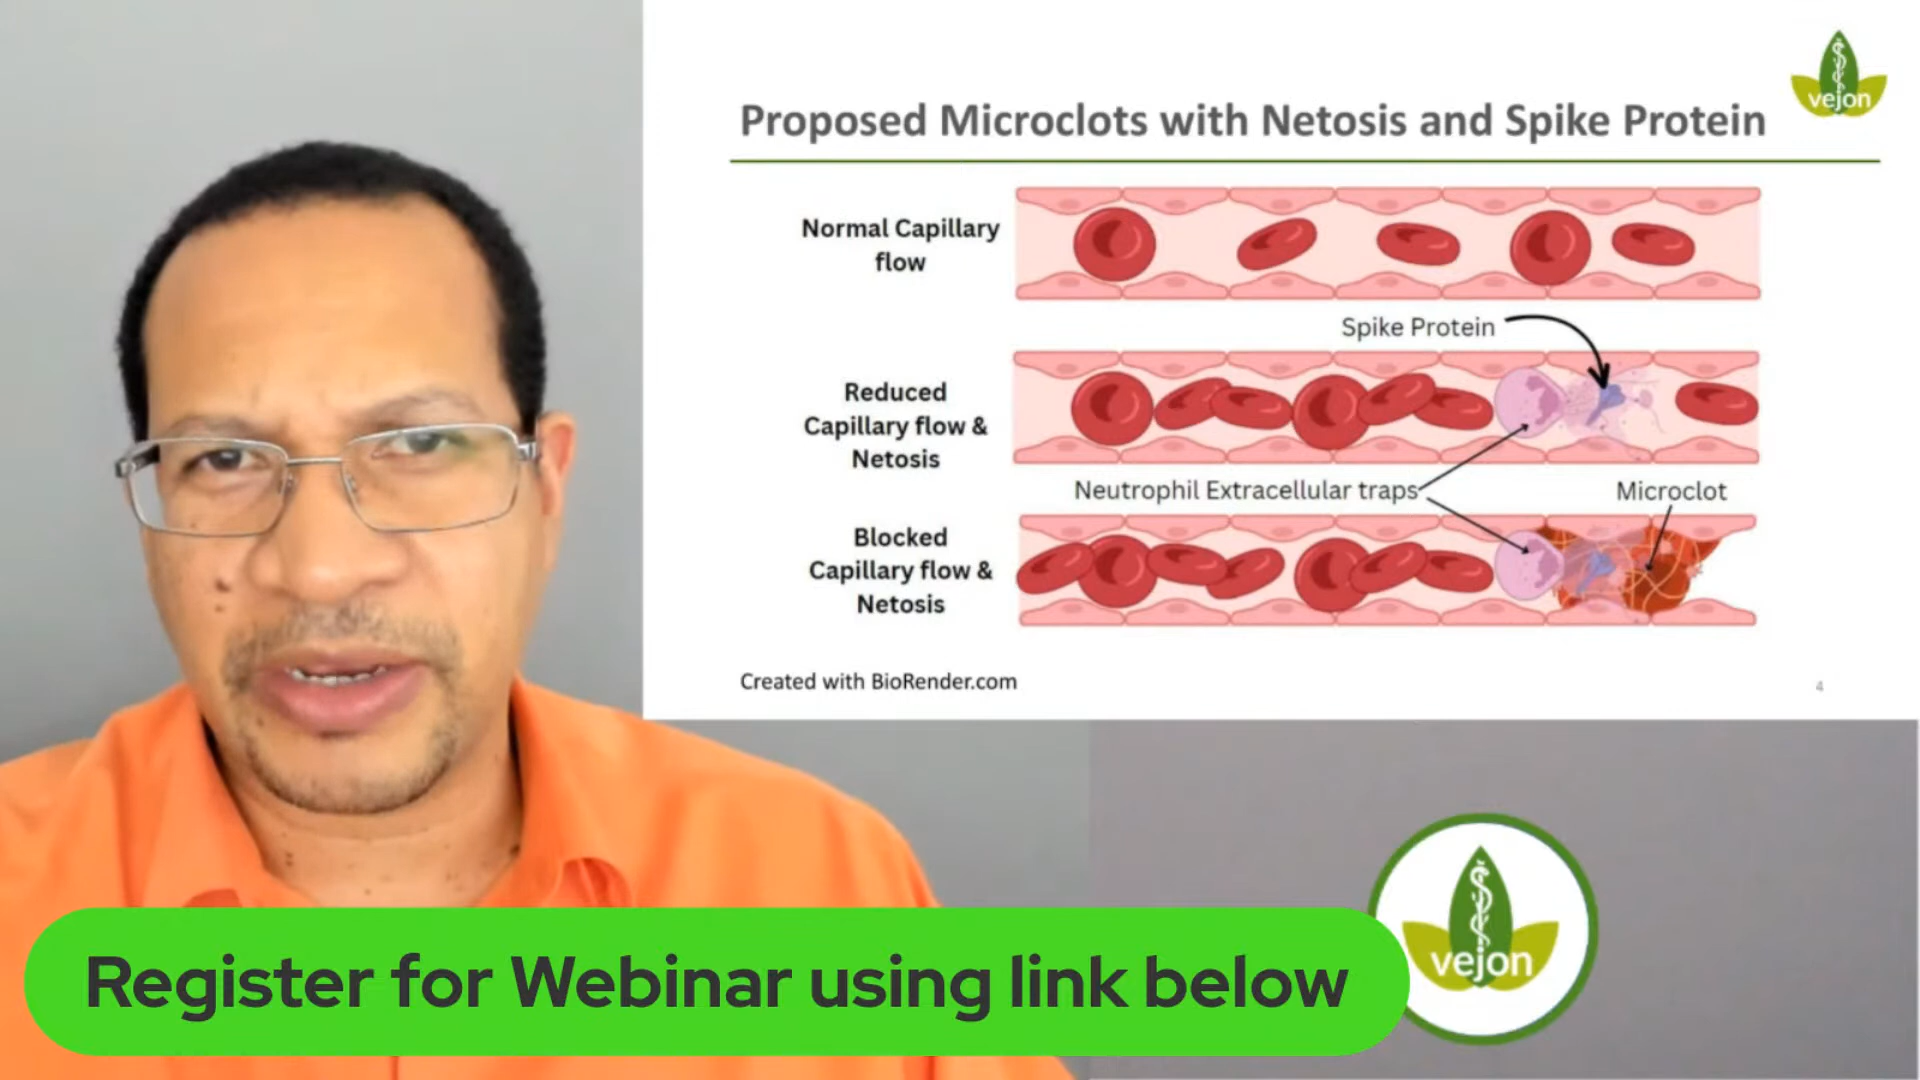 vejon
Proposed Microclots with Netosis and Spike Protein
Normal Capillary
flow
Spike Protein
Reduced
Capillary flow &
Netosis
Neutrophil Extracellular traps
Microclot
Blocked
Capillary flow &
Netosis
Created with BioRender.com
4
Register for Webinar using link below
vejon